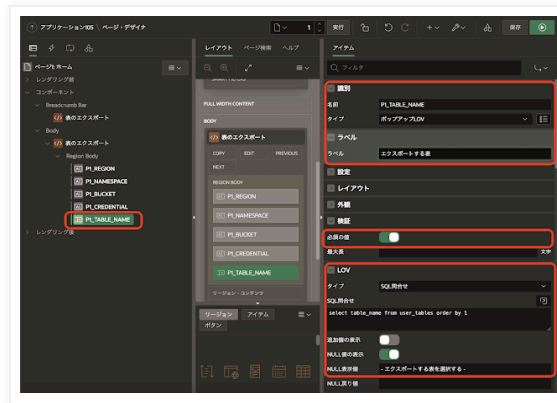 アプリケーション105 \ ページ・デザイナ
1
実行
保存
ページ1: ホーム
レンダリング前
コンポーネント
Breadcrumb Bar
表のエクスポート
Body
表のエクスポート
Region Body
P1_REGION
P1_NAMESPACE
P1_BUCKET
P1_CREDENTIAL
P1_TABLE_NAME
レンダリング後
レイアウト ページ検索 ヘルプ
FULL WIDTH CONTENT
BODY
表のエクスポート
COPY EDIT PREVIOUS
NEXT
REGION BODY
P1_REGION
P1_NAMESPACE
P1_BUCKET
P1_CREDENTIAL
P1_TABLE_NAME
リージョン・コンテンツ
リージョン アイテム
ボタン
アイテム
フィルタ
識別
名前 P1_TABLE_NAME
タイプ ポップアップLOV
ラベル
ラベル エクスポートする表
設定
レイアウト
外観
検証
必須の値
最大長 文字
LOV
タイプ SQL問合せ
SQL問合せ
select table_name from user_tables order by 1
追加値の表示
NULL値の表示
NULL表示値 - エクスポートする表を選択する -
NULL戻り値